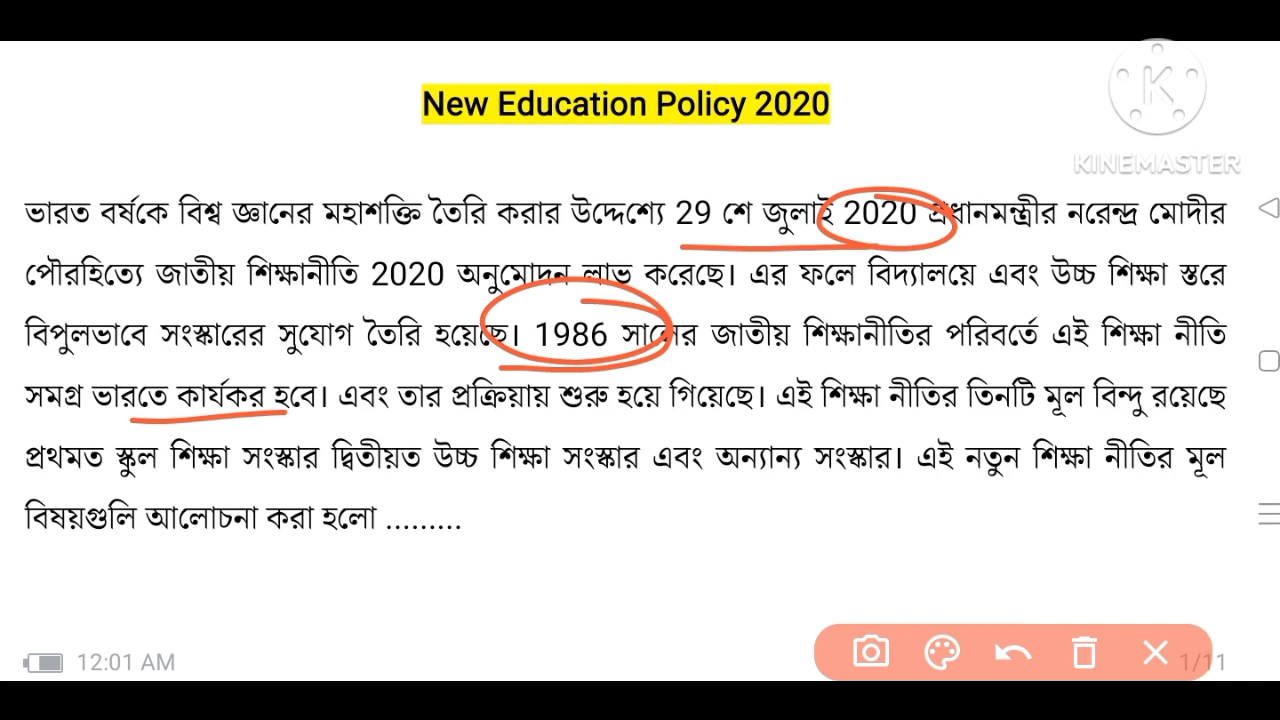 New Education Policy 2020
KINEMASTER
ভারত বর্ষকে বিশ্ব জ্ঞানের মহাশক্তি তৈরি করার উদ্দেশ্যে 29 শে জুলাই 2020 প্রধানমন্ত্রীর নরেন্দ্র মোদীর
পৌরহিত্যে জাতীয় শিক্ষানীতি 2020 অনুমোদন লাভ করেছে। এর ফলে বিদ্যালয়ে এবং উচ্চ শিক্ষা স্তরে
বিপুলভাবে সংস্কারের সুযোগ তৈরি হয়েছে। 1986 সালের জাতীয় শিক্ষানীতির পরিবর্তে এই শিক্ষা নীতি
সমগ্র ভারতে কার্যকর হবে। এবং তার প্রক্রিয়ায় শুরু হয়ে গিয়েছে। এই শিক্ষা নীতির তিনটি মূল বিন্দু রয়েছে
প্রথমত স্কুল শিক্ষা সংস্কার দ্বিতীয়ত উচ্চ শিক্ষা সংস্কার এবং অন্যান্য সংস্কার। এই নতুন শিক্ষা নীতির মূল
বিষয়গুলি আলোচনা করা হলো .........
12:01 AM
1/11